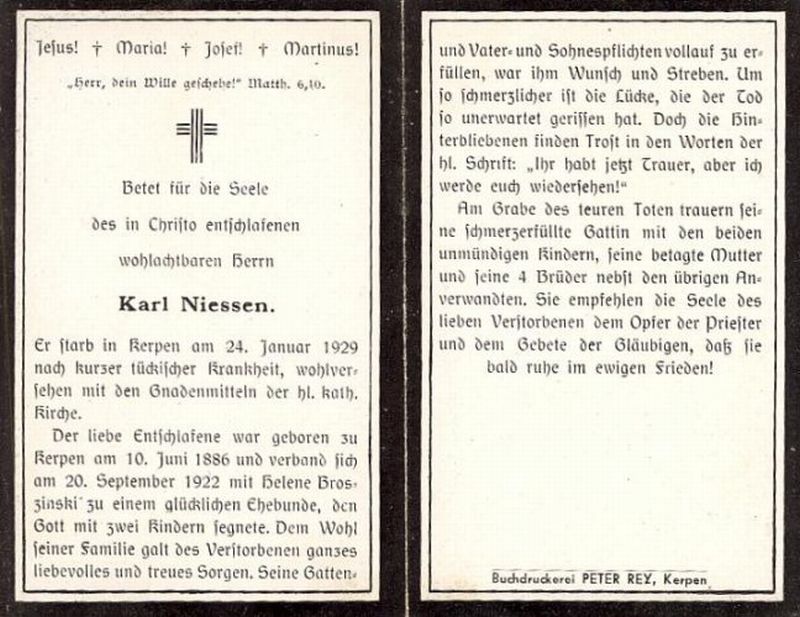 Jesus! † Maria! † Josef! † Martinus!
„Herr, dein Wille geschehe!“ Matth. 6,10.
Betet für die Seele
des in Christo entschlafenen
wohlachtbaren Herrn
Karl Niessen.
Er starb in Kerpen am 24. Januar 1929
nach kurzer tückischer Krankheit, wohlver-
sehen mit den Gnadenmitteln der hl. kath.
Kirche.
Der liebe Entschlafene war geboren zu
Kerpen am 10. Juni 1886 und verband sich
am 20. September 1922 mit Helene Bros-
zinski zu einem glücklichen Ehebunde, den
Gott mit zwei Kindern segnete. Dem Wohl
seiner Familie galt des Verstorbenen ganzes
liebevolles und treues Sorgen. Seine Gatten-
und Vater- und Sohnespflichten vollauf zu er-
füllen, war ihm Wunsch und Streben. Um
so schmerzlicher ist die Lücke, die der Tod
so unerwartet gerissen hat. Doch die Hin-
terbliebenen finden Trost in den Worten der
hl. Schrift: „Ihr habt jetzt Trauer, aber ich
werde euch wiedersehen!“
Am Grabe des teuren Toten trauern sei-
ne schmerzerfüllte Gattin mit den beiden
unmündigen Kindern, seine betagte Mutter
und seine 4 Brüder nebst den übrigen An-
verwandten. Sie empfehlen die Seele des
lieben Verstorbenen dem Opfer der Priester
und dem Gebete der Gläubigen, daß sie
bald ruhe im ewigen Frieden!
Buchdruckerei PETER REY, Kerpen